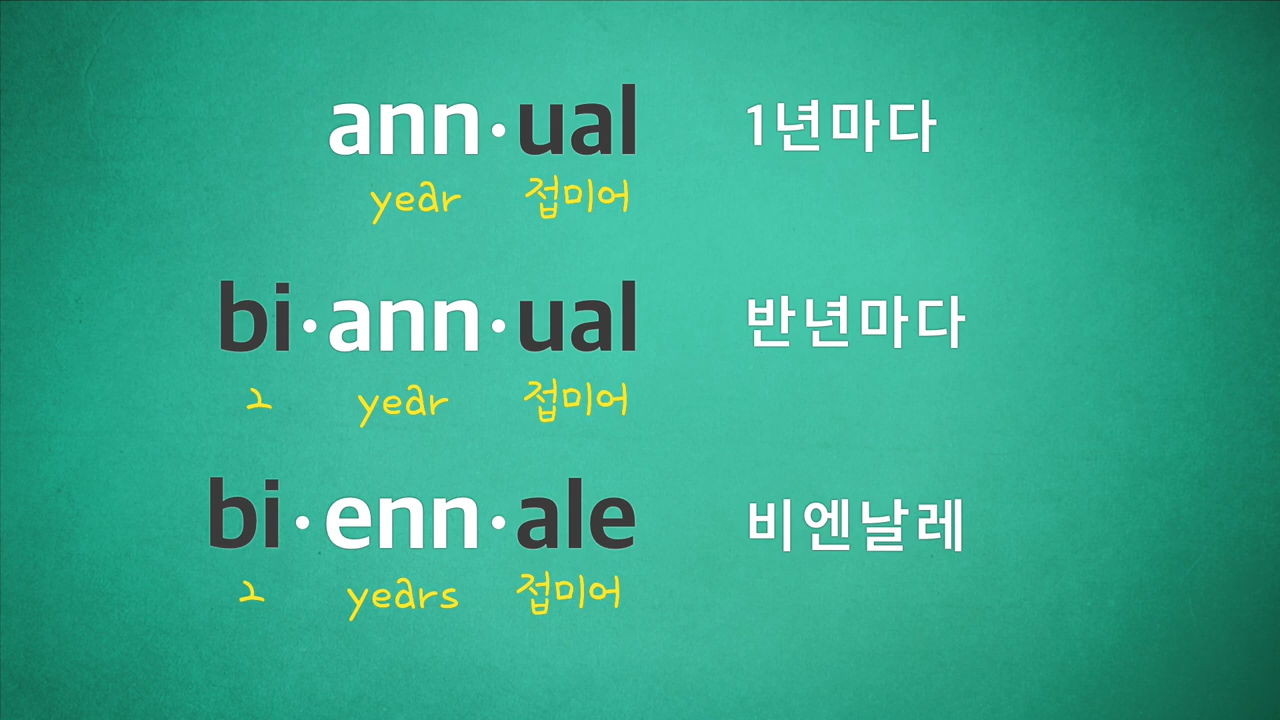 ann·ual 1년마다
year 접미어
bi·ann·ual 반년마다
2 year 접미어
bi·enn·ale 비엔날레
2 years 접미어